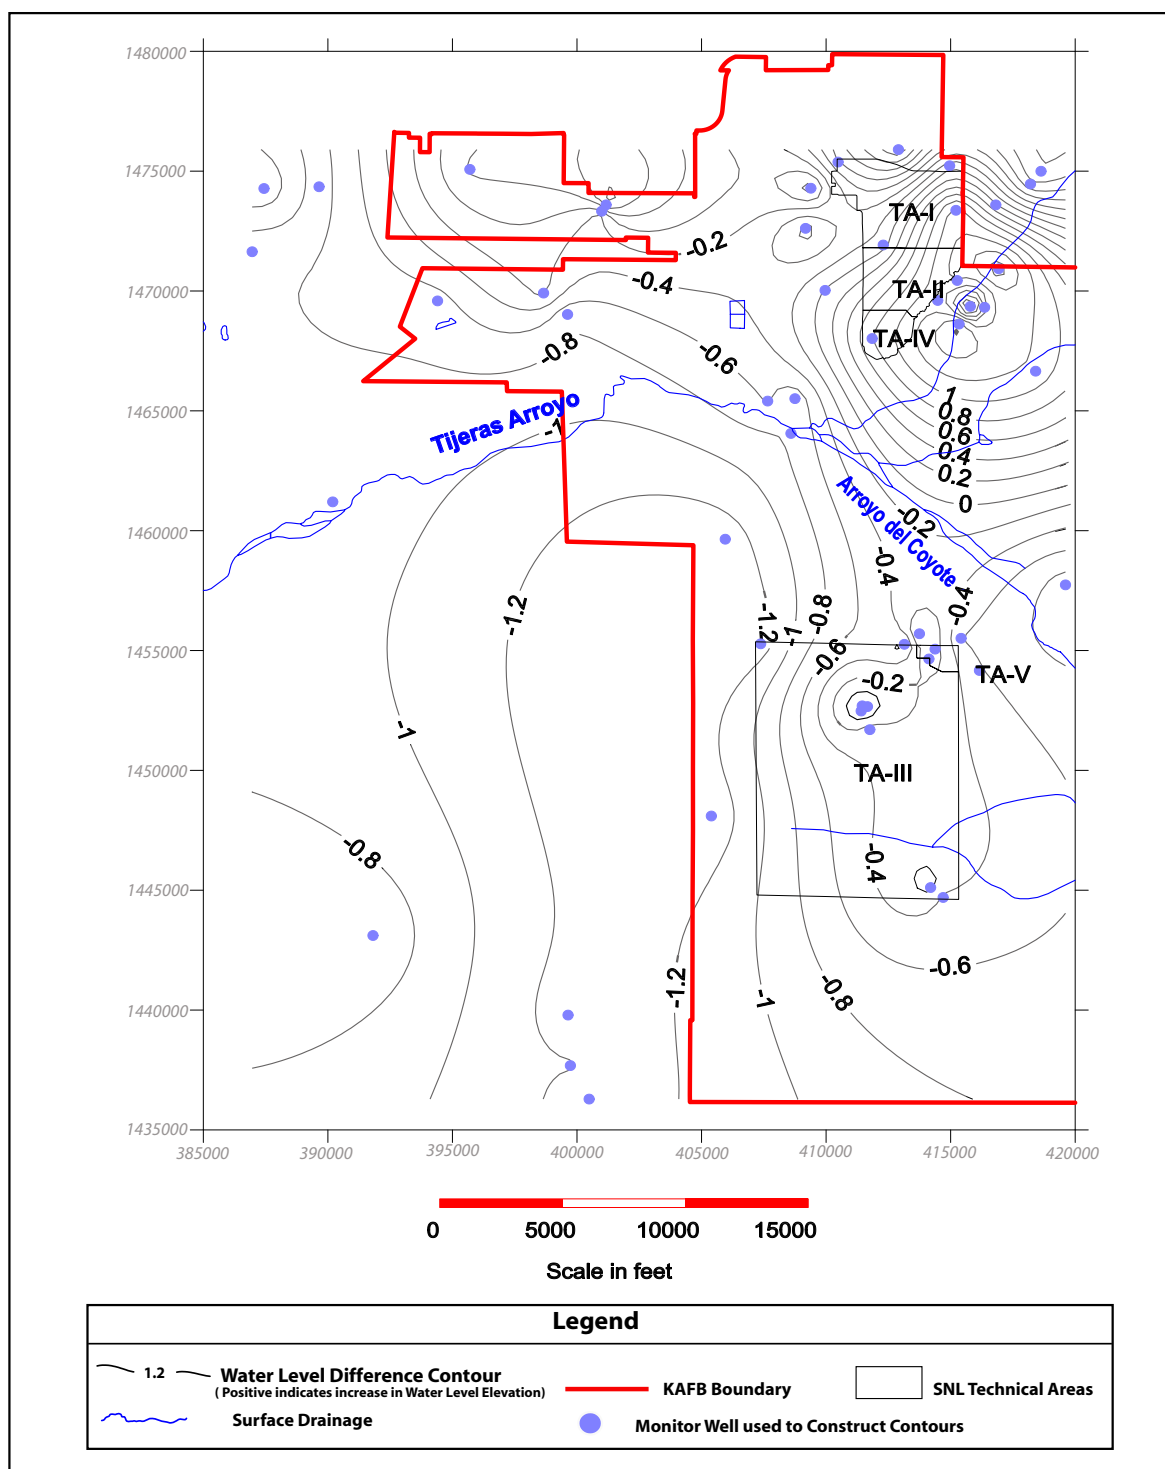 1480000
1475000
1470000
1465000
1460000
1455000
1450000
1445000
1440000
1435000
385000
390000
395000
400000
405000
410000
415000
420000
TA-I
TA-II
TA-IV
-0.2
-0.4
-0.6
-0.8
-1
Tijeras Arroyo
1
0.8
0.6
0.4
0.2
0
-0.2
Arroyo del Coyote
-0.4
-0.4
-0.8
-0.6
-1
-1.2
-1.2
-0.2
TA-V
-1
TA-III
-0.8
-0.4
-0.6
-0.8
-1
-1.2
0 5000 10000 15000
Scale in feet
Legend
1.2
Water Level Difference Contour
( Positive indicates increase in Water Level Elevation)
KAFB Boundary
SNL Technical Areas
Surface Drainage
Monitor Well used to Construct Contours